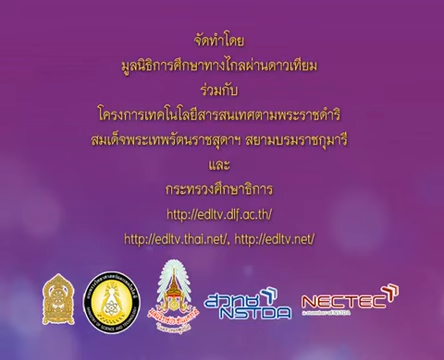 จัดทำโดย
มูลนิธิการศึกษาทางไกลผ่านดาวเทียม
ร่วมกับ
โครงการเทคโนโลยีสารสนเทศตามพระราชดำริ
สมเด็จพระเทพรัตนราชสุดาฯ สยามบรมราชกุมารี
และ
กระทรวงศึกษาธิการ
http://edltv.dlf.ac.th/
http://edltv.thai.net/, http://edltv.net/
สวทช
NSTDA
NECTEC